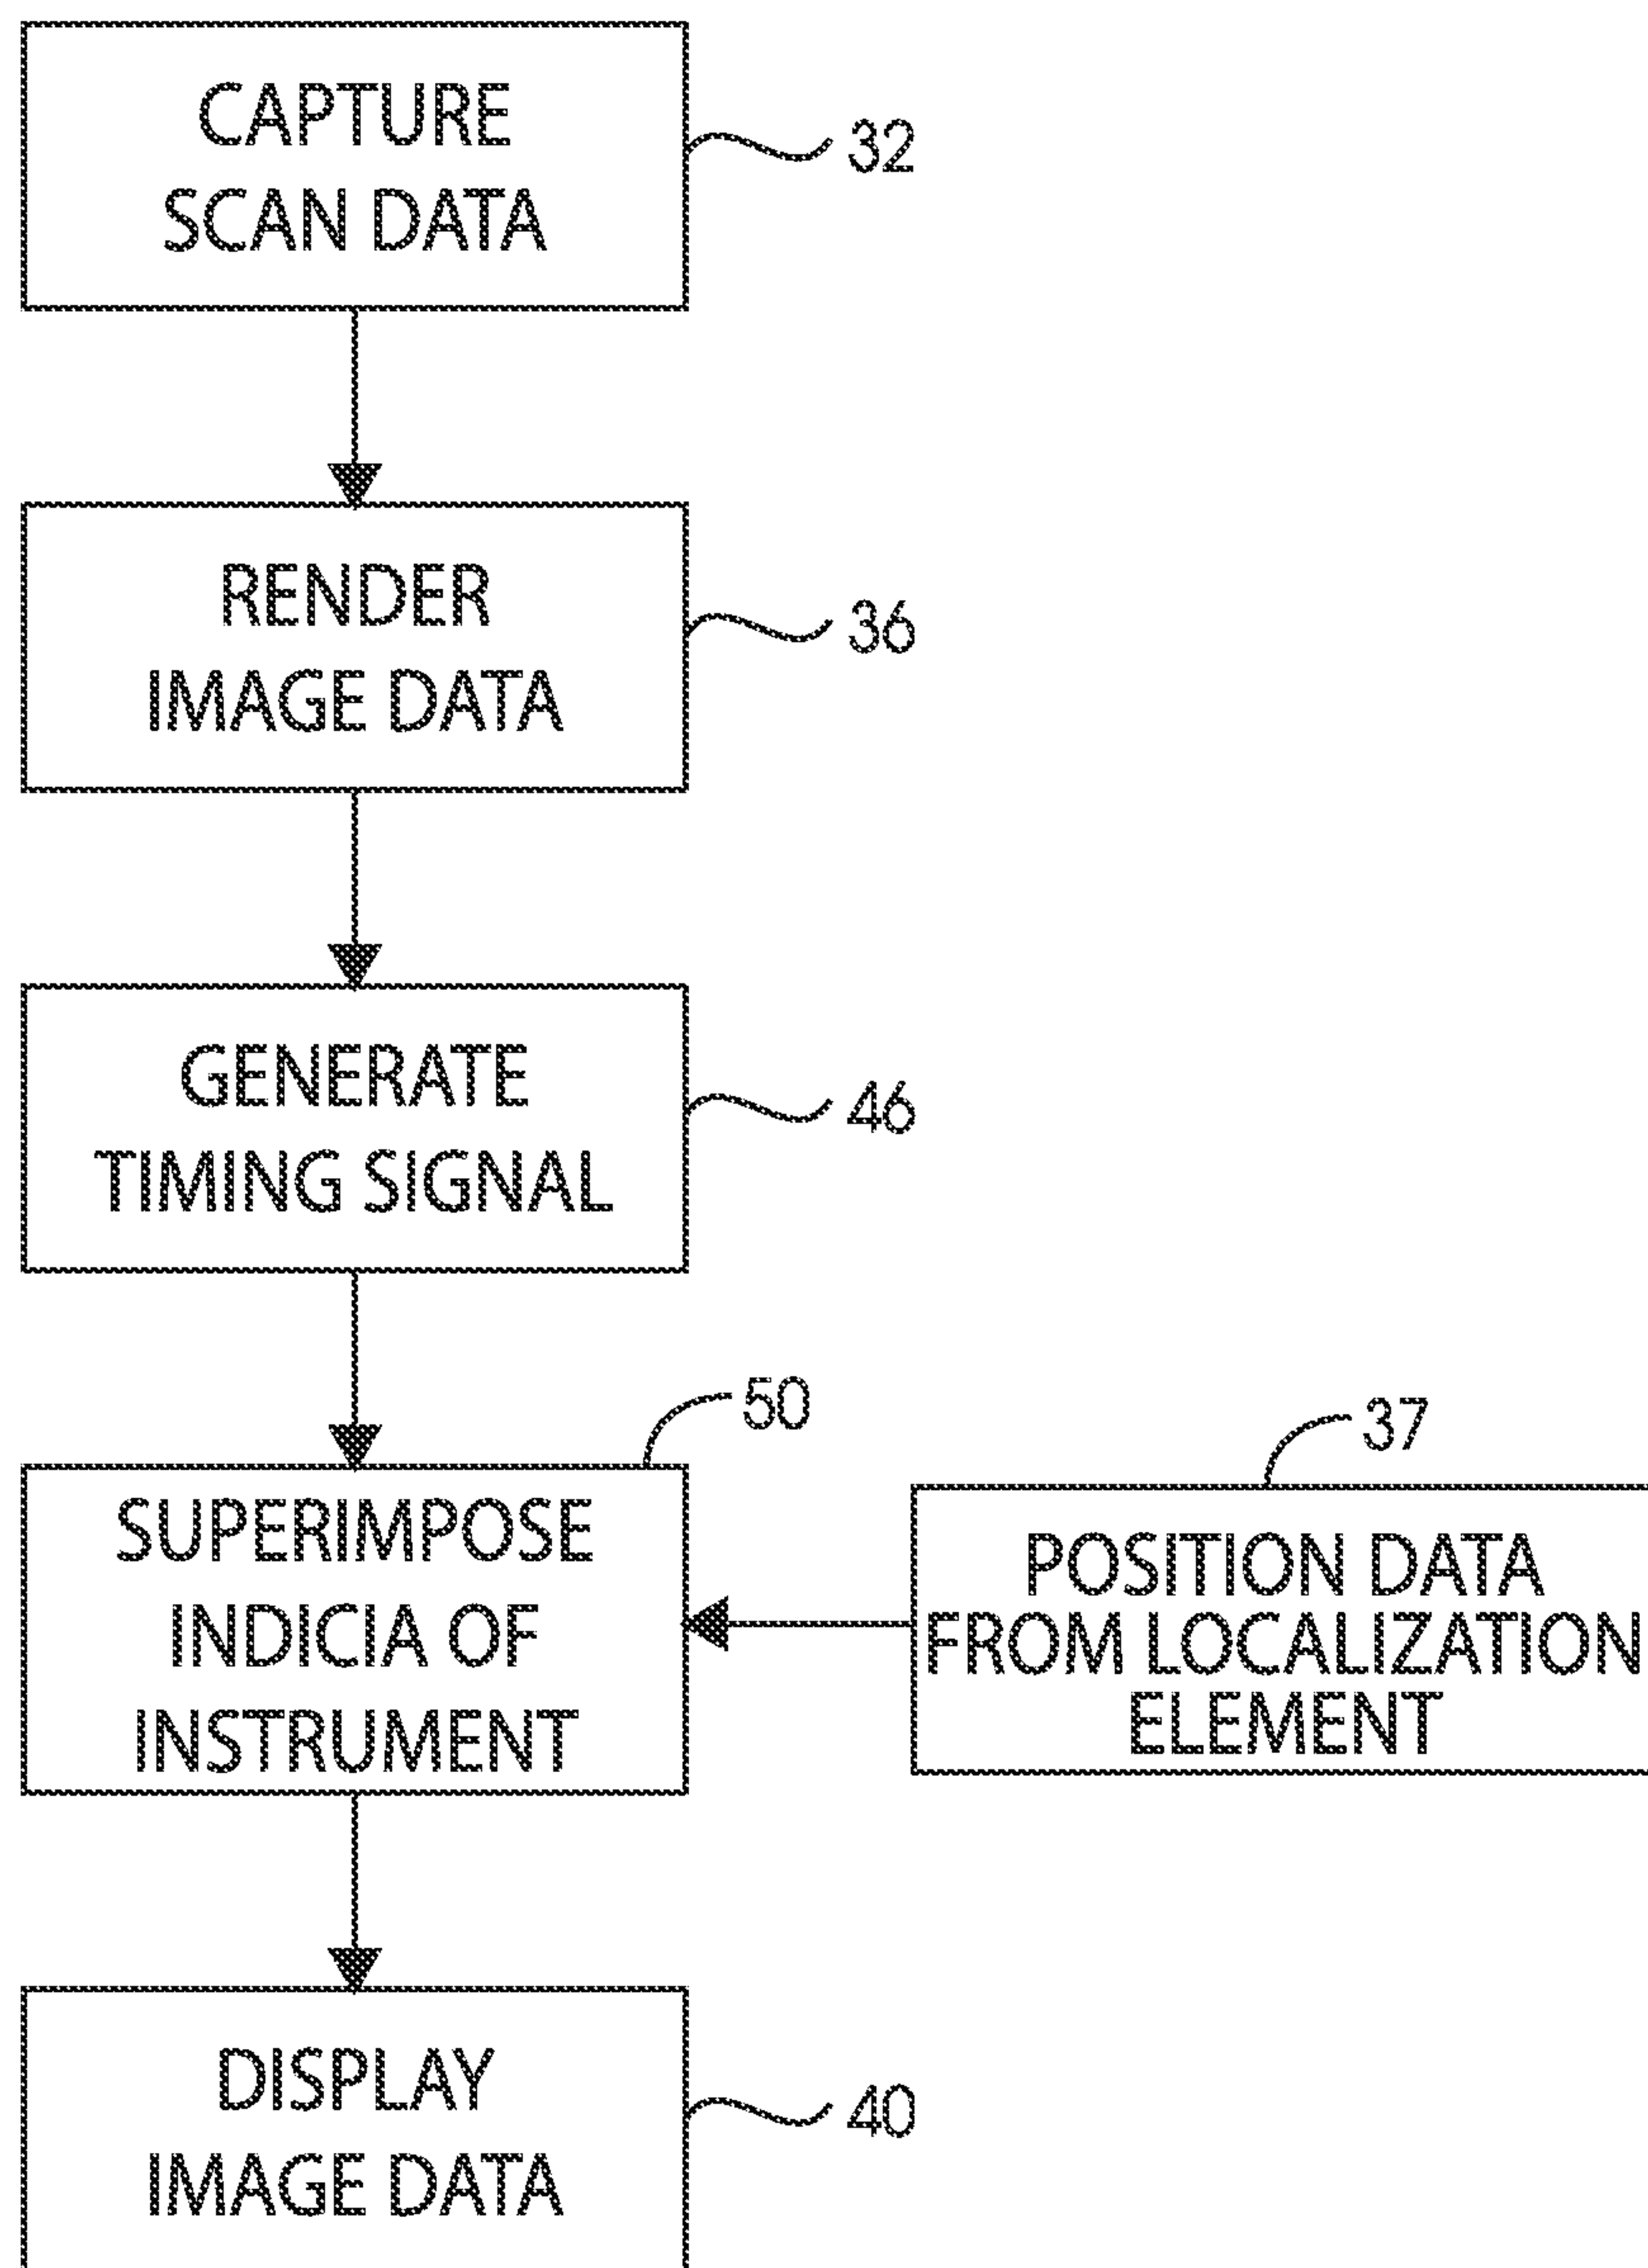 CAPTURE
SCAN DATA
32
RENDER
IMAGE DATA
36
GENERATE
TIMING SIGNAL
46
50
SUPERIMPOSE
INDICIA OF
INSTRUMENT
37
POSITION DATA
FROM LOCALIZATION
ELEMENT
DISPLAY
IMAGE DATA
40